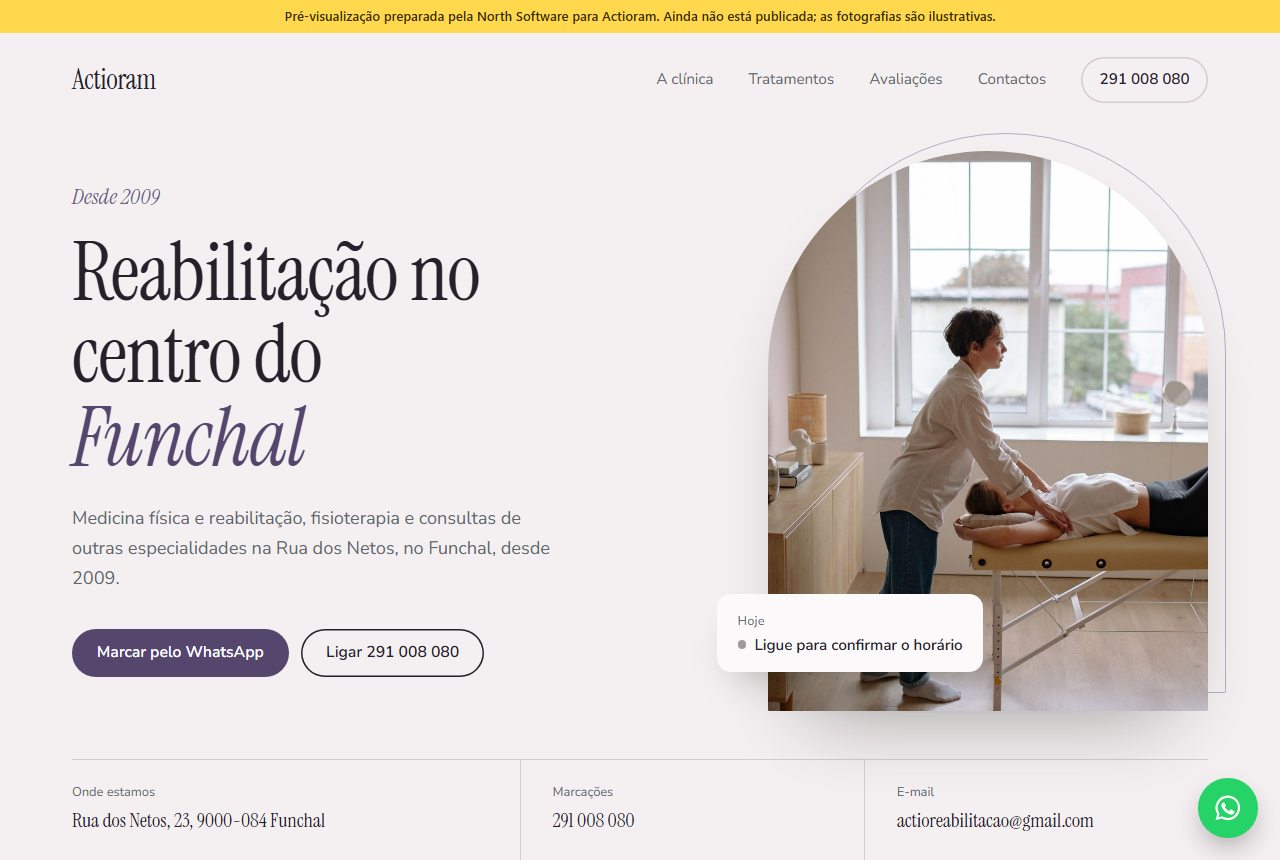 Pré-visualização preparada pela North Software para Actioram. Ainda não está publicada; as fotografias são ilustrativas.
Actioram
A clínica
Tratamentos
Avaliações
Contactos
291 008 080
Desde 2009
Reabilitação no
centro do
Funchal
Medicina física e reabilitação, fisioterapia e consultas de
outras especialidades na Rua dos Netos, no Funchal, desde
2009.
Marcar pelo WhatsApp
Ligar 291 008 080
Hoje
Ligue para confirmar o horário
Onde estamos
Rua dos Netos, 23, 9000-084 Funchal
Marcações
291 008 080
E-mail
actioreabilitacao@gmail.com